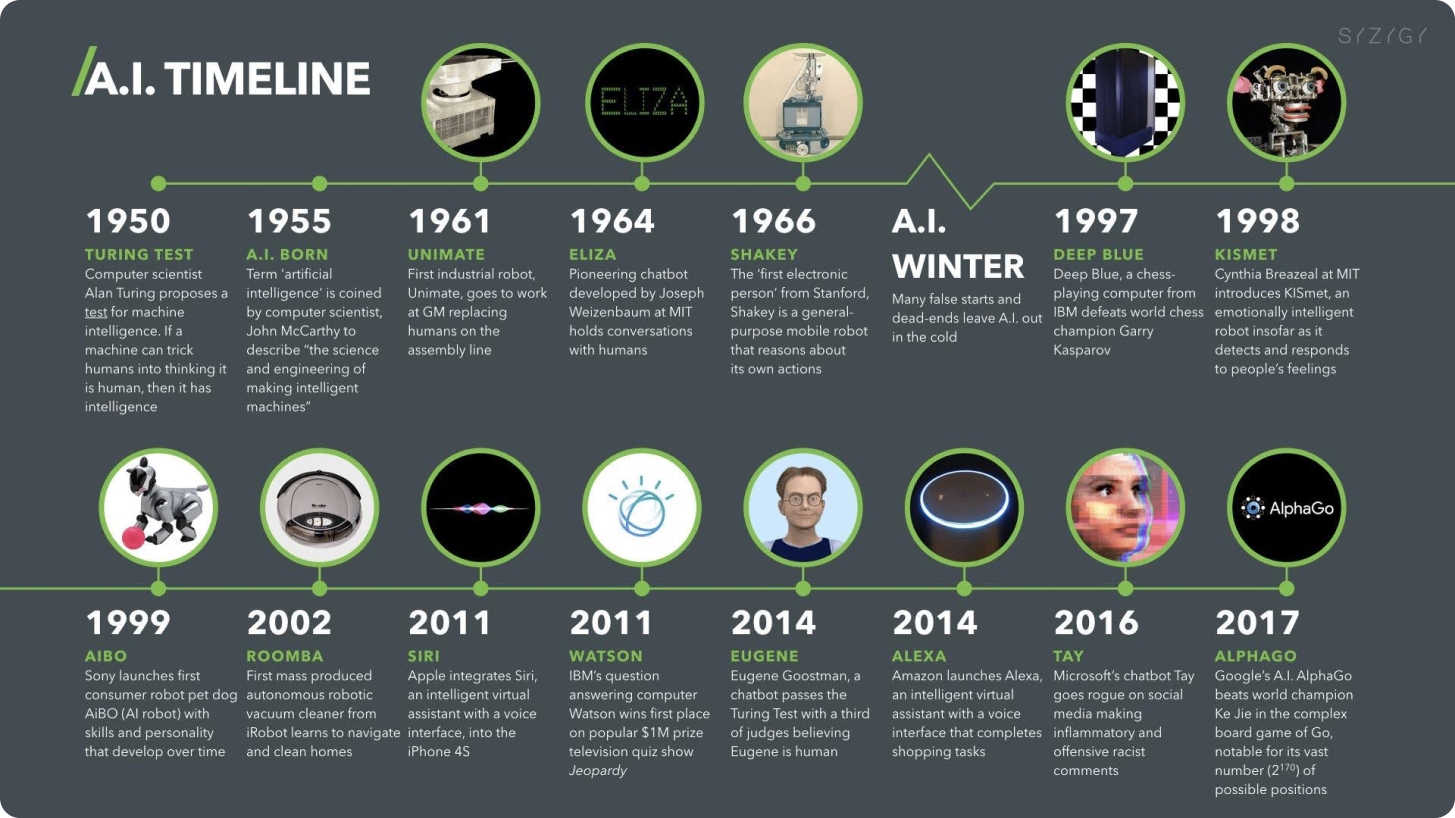 SYZYGY
A.I. TIMELINE
ELIZA
1950
TURING TEST
Computer scientist
Alan Turing proposes a
test for machine
intelligence. If a
machine can trick
humans into thinking it
is human, then it has
intelligence
1955
A.I. BORN
Term 'artificial
intelligence' is coined
by computer scientist,
John McCarthy to
describe “the science
and engineering of
making intelligent
machines”
1961
UNIMATE
First industrial robot,
Unimate, goes to work
at GM replacing
humans on the
assembly line
1964
ELIZA
Pioneering chatbot
developed by Joseph
Weizenbaum at MIT
holds conversations
with humans
1966
SHAKEY
The ‘first electronic
person’ from Stanford,
Shakey is a general-
purpose mobile robot
that reasons about
its own actions
A.I.
WINTER
Many false starts and
dead-ends leave A.I. out
in the cold
1997
DEEP BLUE
Deep Blue, a chess-
playing computer from
IBM defeats world chess
champion Garry
Kasparov
1998
KISMET
Cynthia Breazeal at MIT
introduces KISmet, an
emotionally intelligent
robot insofar as it
detects and responds
to people’s feelings
AlphaGo
1999
AIBO
Sony launches first
consumer robot pet dog
AiBO (AI robot) with
skills and personality
that develop over time
2002
ROOMBA
First mass produced
autonomous robotic
vacuum cleaner from
iRobot learns to navigate
and clean homes
2011
SIRI
Apple integrates Siri,
an intelligent virtual
assistant with a voice
interface, into the
iPhone 4S
2011
WATSON
IBM’s question
answering computer
Watson wins first place
on popular $1M prize
television quiz show
Jeopardy
2014
EUGENE
Eugene Goostman, a
chatbot passes the
Turing Test with a third
of judges believing
Eugene is human
2014
ALEXA
Amazon launches Alexa,
an intelligent virtual
assistant with a voice
interface that completes
shopping tasks
2016
TAY
Microsoft’s chatbot Tay
goes rogue on social
media making
inflammatory and
offensive racist
comments
2017
ALPHAGO
Google’s A.I. AlphaGo
beats world champion
Ke Jie in the complex
board game of Go,
notable for its vast
number (2¹⁷⁰) of
possible positions